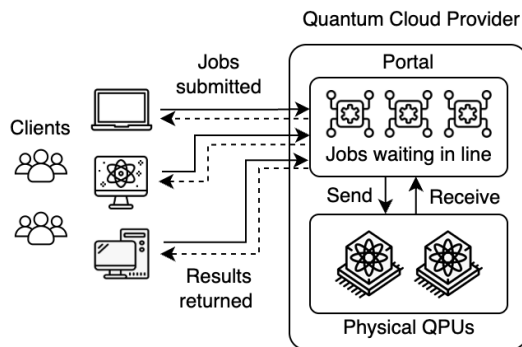 Quantum Cloud Provider
Jobs
submitted
Portal
Clients
Jobs waiting in line
Send
Receive
Results
returned
Physical QPUs